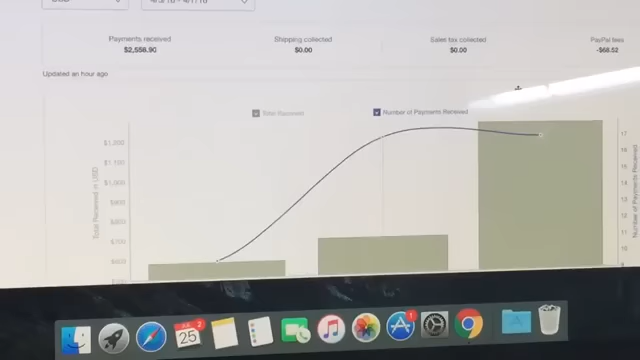 Payments received
$2,556.90
Shipping collected
$0.00
Sales tax collected
$0.00
PayPal fees
-$68.52
Updated an hour ago
Total Received
Number of Payments Received
Total Received in USD
$1,100
$1,000
$900
$800
$700
$600
17
16
15
14
13
12
11
10
9
Number of Payments Received
25
2
1